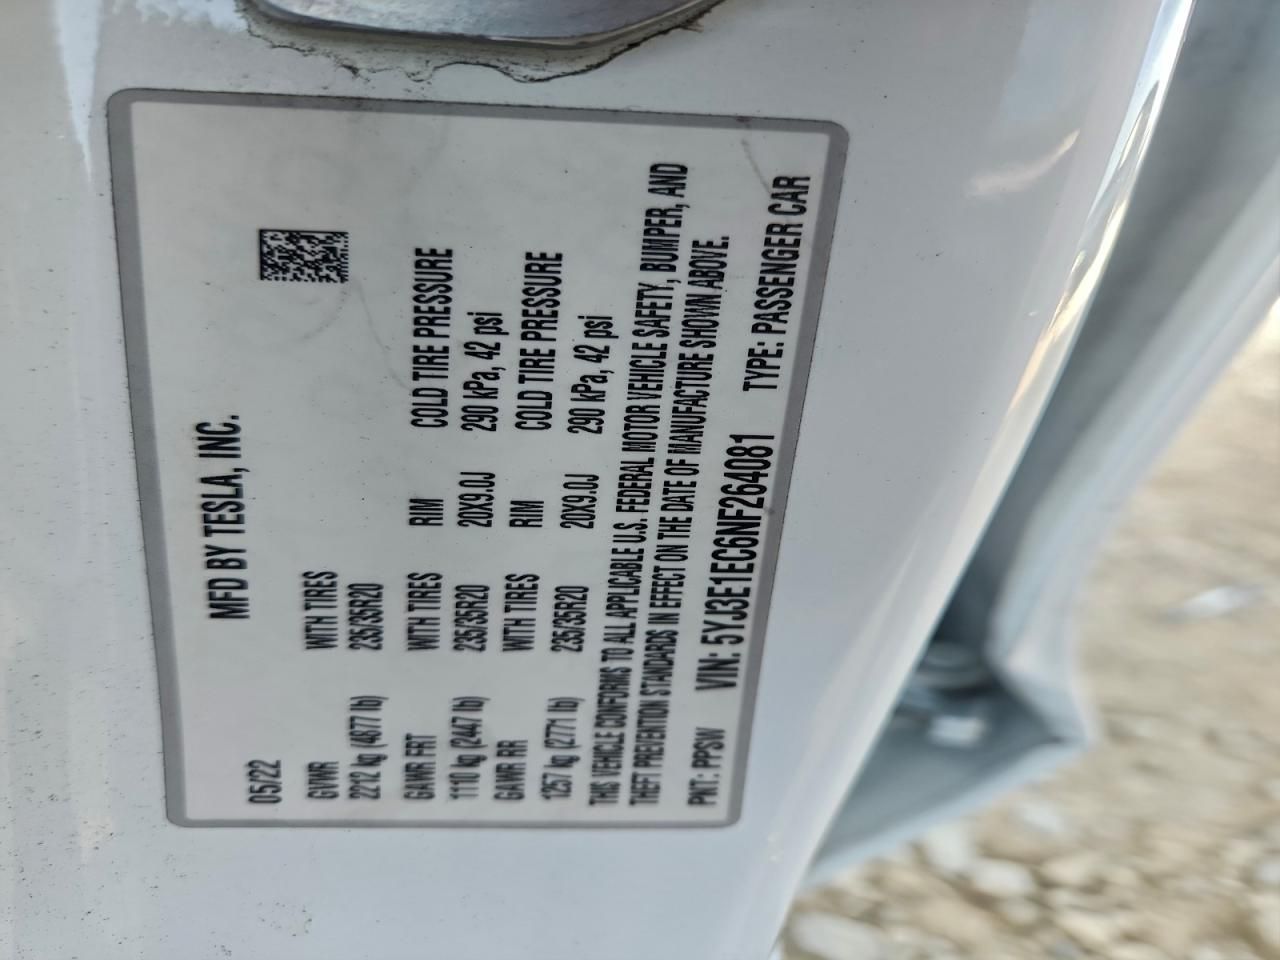 MFD BY TESLA, INC.
05/22
GVWR WITH TIRES
2212 kg (4877 lb) 235/35R20
GAWR FRT WITH TIRES RIM COLD TIRE PRESSURE
1110 kg (2447 lb) 235/35R20 20X9.0J 290 kPa, 42 psi
GAWR RR WITH TIRES RIM COLD TIRE PRESSURE
1257 kg (2771 lb) 235/35R20 20X9.0J 290 kPa, 42 psi
THIS VEHICLE CONFORMS TO ALL APPLICABLE U.S. FEDERAL MOTOR VEHICLE SAFETY, BUMPER, AND
THEFT PREVENTION STANDARDS IN EFFECT ON THE DATE OF MANUFACTURE SHOWN ABOVE.
PNT: PPSW VIN: 5YJ3E1EC6NF264081 TYPE: PASSENGER CAR